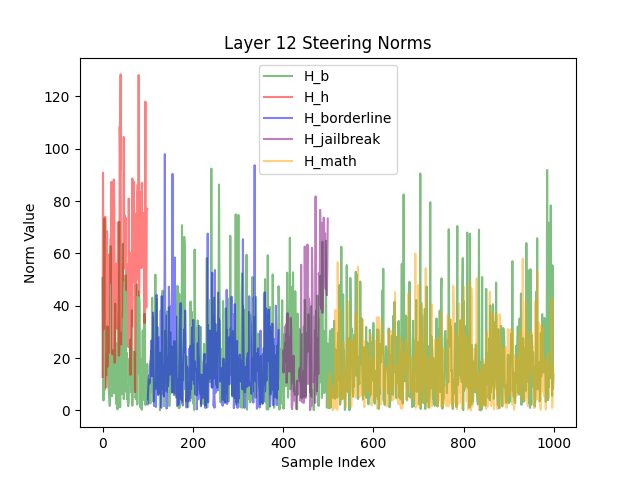 Layer 12 Steering Norms
H_b
H_h
H_borderline
H_jailbreak
H_math
Norm Value
120
100
80
60
40
20
0
0 200 400 600 800 1000
Sample Index